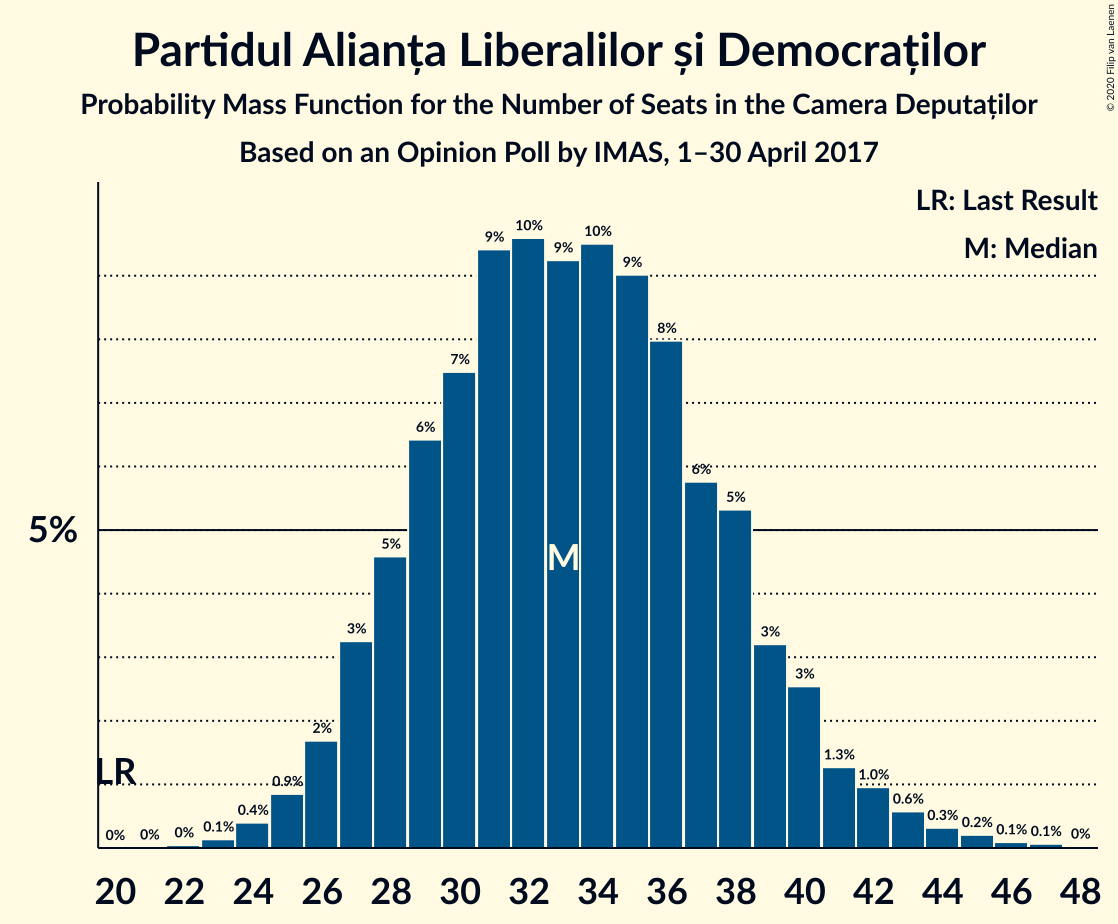 Partidul Alianța Liberalilor și Democraților
Probability Mass Function for the Number of Seats in the Camera Deputaților
Based on an Opinion Poll by IMAS, 1–30 April 2017
© 2020 Filip van Laenen
LR: Last Result
M: Median
5%
0% 0% 0% 0.1% 0.4% 0.9% 2% 3% 5% 6% 7% 9% 10% 9% 10% 9% 8% 6% 5% 3% 3% 1.3% 1.0% 0.6% 0.3% 0.2% 0.1% 0.1% 0%
M
LR
20 22 24 26 28 30 32 34 36 38 40 42 44 46 48